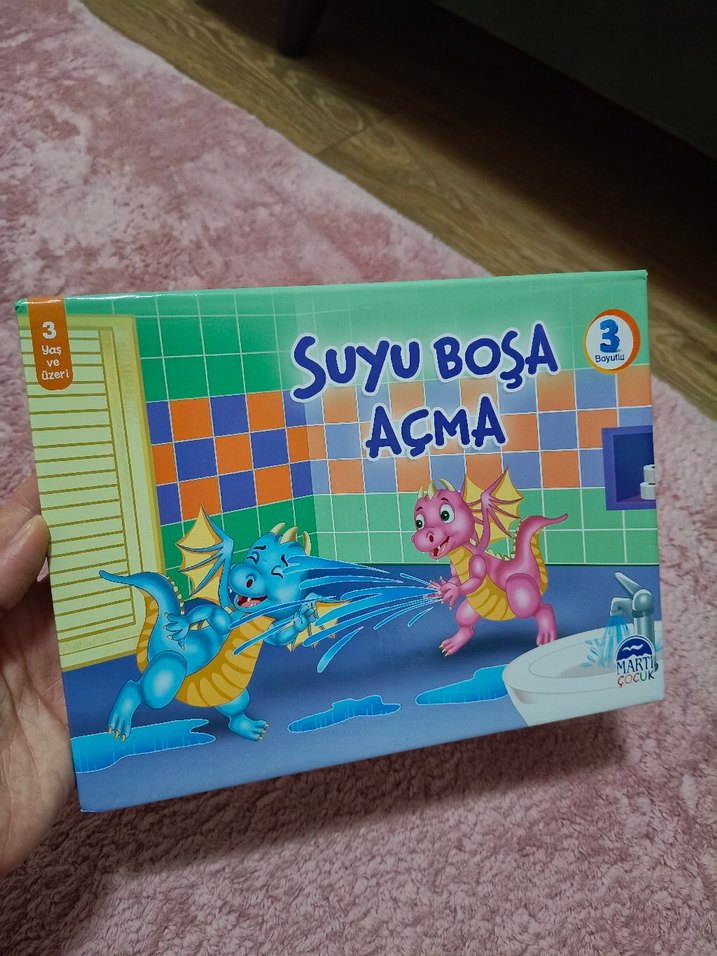 3
Yaş
ve
üzeri
SUYU BOŞA
AÇMA
3
Boyutlu
MARTI
ÇOCUK